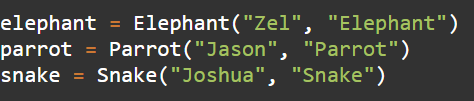 elephant = Elephant("Zel", "Elephant")
parrot = Parrot("Jason", "Parrot")
snake = Snake("Joshua", "Snake")